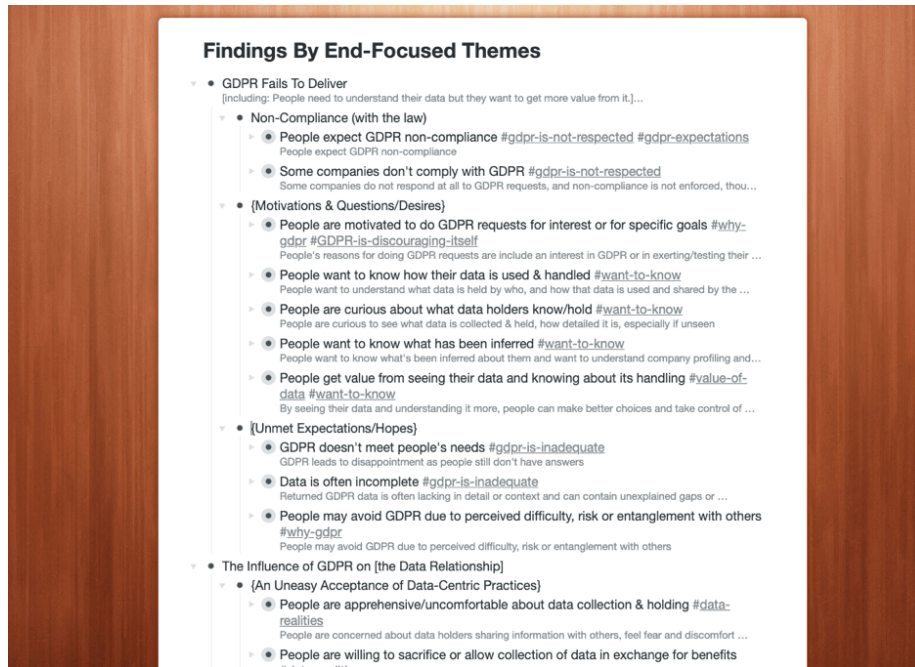 Findings By End-Focused Themes
GDPR Fails To Deliver
[including: People need to understand their data but they want to get more value from it.]...
Non-Compliance (with the law)
People expect GDPR non-compliance #gdpr-is-not-respected #gdpr-expectations
People expect GDPR non-compliance
Some companies don't comply with GDPR #gdpr-is-not-respected
Some companies do not respond at all to GDPR requests, and non-compliance is not enforced, thou...
{Motivations & Questions/Desires}
People are motivated to do GDPR requests for interest or for specific goals #why-
gdpr #GDPR-is-discouraging-itself
People's reasons for doing GDPR requests are include an interest in GDPR or in exerting/testing their ...
People want to know how their data is used & handled #want-to-know
People want to understand what data is held by who, and how that data is used and shared by the ...
People are curious about what data holders know/hold #want-to-know
People are curious to see what data is collected & held, how detailed it is, especially if unseen
People want to know what has been inferred #want-to-know
People want to know what's been inferred about them and want to understand company profiling and...
People get value from seeing their data and knowing about its handling #value-of-
data #want-to-know
By seeing their data and understanding it more, people can make better choices and take control of ...
{Unmet Expectations/Hopes}
GDPR doesn't meet people's needs #gdpr-is-inadequate
GDPR leads to disappointment as people still don't have answers
Data is often incomplete #gdpr-is-inadequate
Returned GDPR data is often lacking in detail or context and can contain unexplained gaps or ...
People may avoid GDPR due to perceived difficulty, risk or entanglement with others
#why-gdpr
People may avoid GDPR due to perceived difficulty, risk or entanglement with others
The Influence of GDPR on [the Data Relationship]
{An Uneasy Acceptance of Data-Centric Practices}
People are apprehensive/uncomfortable about data collection & holding #data-
realities
People are concerned about data holders sharing information with others, feel fear and discomfort ...
People are willing to sacrifice or allow collection of data in exchange for benefits